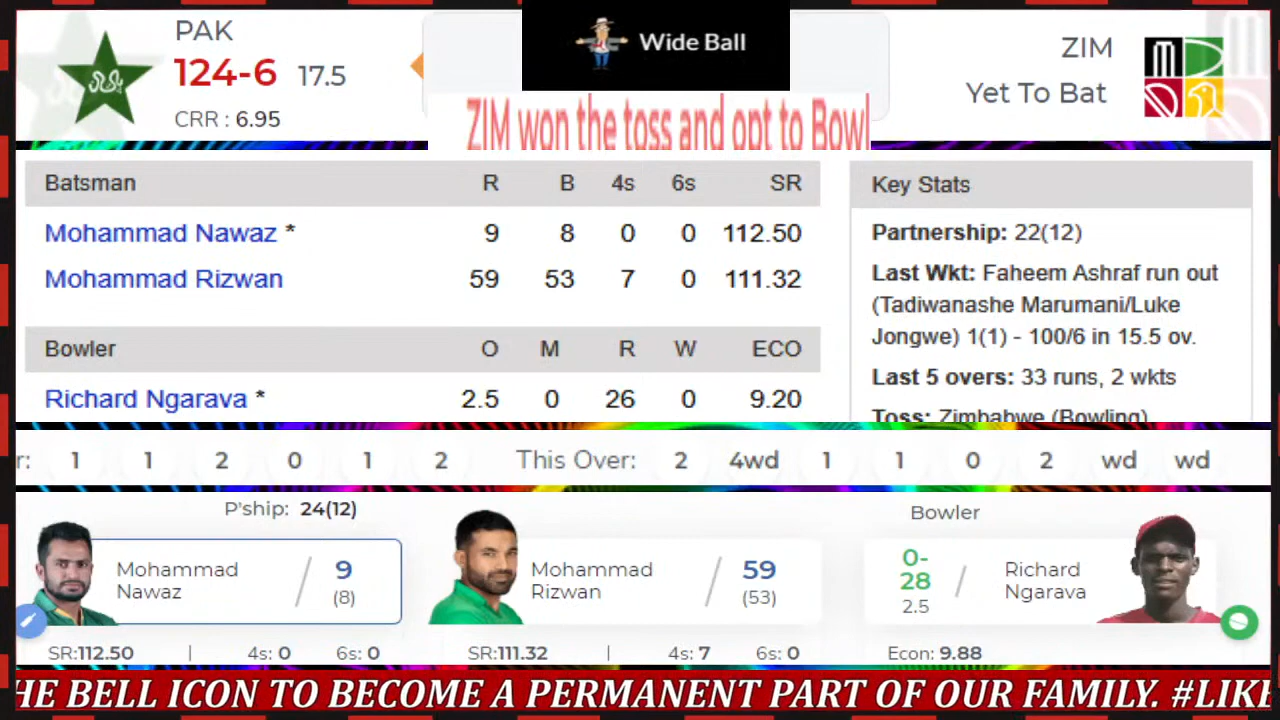 PAK
124-6 17.5
CRR : 6.95
Wide Ball
ZIM won the toss and opt to Bowl
ZIM
Yet To Bat
Batsman R B 4s 6s SR
Mohammad Nawaz * 9 8 0 0 112.50
Mohammad Rizwan 59 53 7 0 111.32
Bowler O M R W ECO
Richard Ngarava * 2.5 0 26 0 9.20
Key Stats
Partnership: 22(12)
Last Wkt: Faheem Ashraf run out
(Tadiwanashe Marumani/Luke
Jongwe) 1(1) - 100/6 in 15.5 ov.
Last 5 overs: 33 runs, 2 wkts
Toss: Zimbabwe (Bowling)
r: 1 1 2 0 1 2 This Over: 2 4wd 1 1 0 2 wd wd
P'ship: 24(12)
Mohammad
Nawaz
/ 9
(8)
SR:112.50 | 4s: 0 6s: 0
Mohammad
Rizwan
/ 59
(53)
SR:111.32 | 4s: 7 6s: 0
Bowler
0-
28
2.5
/ Richard
Ngarava
Econ: 9.88
HE BELL ICON TO BECOME A PERMANENT PART OF OUR FAMILY. #LIKE